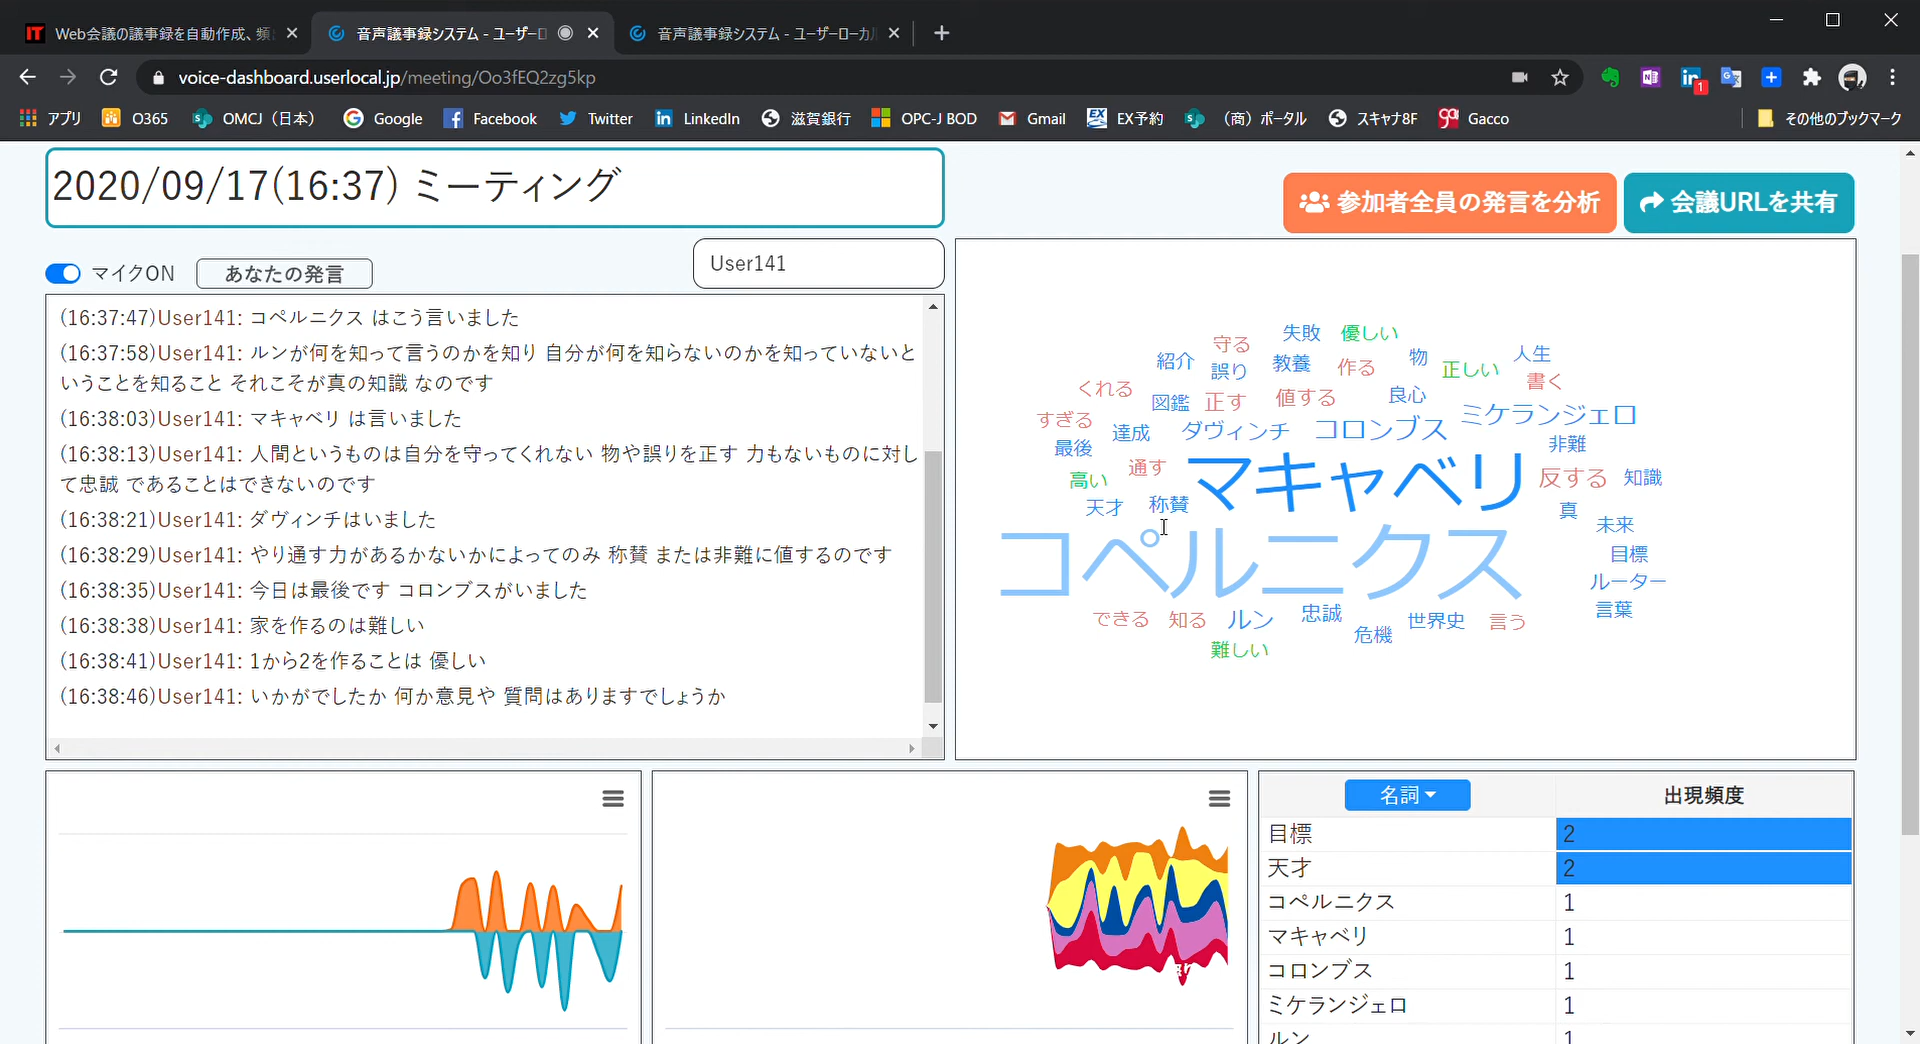 Web会議の議事録を自動作成、頻
音声議事録システム - ユーザーロ
音声議事録システム - ユーザーローカル
voice-dashboard.userlocal.jp/meeting/Oo3fEQ2zg5kp
1
アプリ O365 OMCJ（日本） Google Facebook Twitter LinkedIn 滋賀銀行 OPC-J BOD Gmail EX予約 （商）ポータル スキャナ8F Gacco その他のブックマーク
2020/09/17(16:37) ミーティング
参加者全員の発言を分析
会議URLを共有
マイクON
あなたの発言
User141
(16:37:47)User141: コペルニクス はこう言いました
(16:37:58)User141: ルンが何を知って言うのかを知り 自分が何を知らないのかを知っていないと
いうことを知ること それこそが真の知識 なのです
(16:38:03)User141: マキャベリ は言いました
(16:38:13)User141: 人間というものは自分を守ってくれない 物や誤りを正す 力もないものに対し
て忠誠 であることはできないのです
(16:38:21)User141: ダヴィンチはいました
(16:38:29)User141: やり通す力があるかないかによってのみ 称賛 または非難に値するのです
(16:38:35)User141: 今日は最後です コロンブスがいました
(16:38:38)User141: 家を作るのは難しい
(16:38:41)User141: 1から2を作ることは 優しい
(16:38:46)User141: いかがでしたか 何か意見や 質問はありますでしょうか
守る 失敗 優しい
紹介 誤り 教養 作る 物 正しい 人生
くれる 図鑑 正す 値する 良心 書く
すぎる 達成 ダヴィンチ コロンブス ミケランジェロ
最後 非難
高い 通す マキャベリ 反する 知識
天才 称賛 真
未来
コペルニクス 目標
ルーター
できる 知る ルン 忠誠 世界史 言う 言葉
危機
難しい
名詞 出現頻度
目標 2
天才 2
コペルニクス 1
マキャベリ 1
コロンブス 1
ミケランジェロ 1
ルン 1